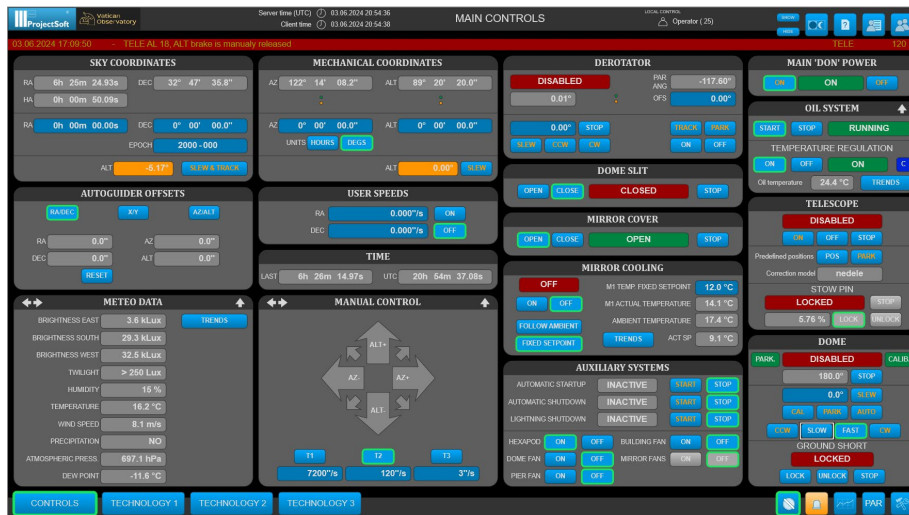 ProjectSoft
Vatican Observatory
Server time (UTC) 03.06.2024 20:54:36
Client time 03.06.2024 20:54:38
MAIN CONTROLS
LOCAL CONTROL
Operator ( 25)
SHOW
HIDE
03.06.2024 17:09:50 - TELE AL 18, ALT brake is manualy released TELE 120
SKY COORDINATES
RA 6h 25m 24.93s DEC 32° 47' 35.8"
HA 0h 00m 50.09s
RA 0h 00m 00.00s DEC 0° 00' 00.0"
EPOCH 2000 - 000
ALT -5.17° SLEW & TRACK
MECHANICAL COORDINATES
AZ 122° 14' 08.2" ALT 89° 20' 20.0"
AZ 0° 00' 00.0" ALT 0° 00' 00.0"
UNITS HOURS DEGS
ALT 0.00° SLEW
DEROTATOR
DISABLED PAR ANG -117.60°
0.01° OFS 0.00°
0.00° STOP TRACK PARK
SLEW CCW CW ON OFF
MAIN 'DON' POWER
ON ON OFF
OIL SYSTEM
START STOP RUNNING
TEMPERATURE REGULATION
ON OFF ON C
Oil temperature 24.4 °C TRENDS
AUTOGUIDER OFFSETS
RA/DEC X/Y AZ/ALT
RA 0.0" AZ 0.0"
DEC 0.0" ALT 0.0"
RESET
USER SPEEDS
RA 0.000"/s ON
DEC 0.000"/s OFF
TIME
LAST 6h 26m 14.97s UTC 20h 54m 37.08s
DOME SLIT
OPEN CLOSE CLOSED STOP
MIRROR COVER
OPEN CLOSE OPEN STOP
MIRROR COOLING
OFF M1 TEMP. FIXED SETPOINT 12.0 °C
ON OFF M1 ACTUAL TEMPERATURE 14.1 °C
FOLLOW AMBIENT AMBIENT TEMPERATURE 17.4 °C
FIXED SETPOINT TRENDS ACT SP 9.1 °C
TELESCOPE
DISABLED
ON OFF STOP
Predefined positions POS PARK
Correction model nedele
STOW PIN
LOCKED STOP
5.76 % LOCK UNLOCK
METEO DATA
BRIGHTNESS EAST 3.6 kLux TRENDS
BRIGHTNESS SOUTH 29.3 kLux
BRIGHTNESS WEST 32.5 kLux
TWILIGHT > 250 Lux
HUMIDITY 15 %
TEMPERATURE 16.2 °C
WIND SPEED 8.1 m/s
PRECIPITATION NO
ATMOSPHERIC PRESS. 697.1 hPa
DEW POINT -11.6 °C
MANUAL CONTROL
ALT+
AZ- AZ+
ALT-
T1 T2 T3
7200"/s 120"/s 3"/s
AUXILIARY SYSTEMS
AUTOMATIC STARTUP INACTIVE START STOP
AUTOMATIC SHUTDOWN INACTIVE START STOP
LIGHTNING SHUTDOWN INACTIVE START STOP
HEXAPOD ON OFF BUILDING FAN ON OFF
DOME FAN ON OFF MIRROR FANS ON OFF
PIER FAN ON OFF
DOME
PARK. DISABLED CALIB
180.0° STOP
0.0° SLEW
CAL PARK AUTO
CCW SLOW FAST CW
GROUND SHORT
LOCKED
LOCK UNLOCK STOP
CONTROLS TECHNOLOGY 1 TECHNOLOGY 2 TECHNOLOGY 3 PAR